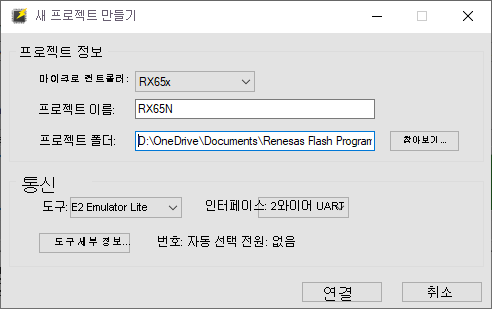 새 프로젝트 만들기
프로젝트 정보
마이크로 컨트롤러: RX65x
프로젝트 이름: RX65N
프로젝트 폴더: D:\OneDrive\Documents\Renesas Flash Program 찾아보기...
통신
도구: E2 Emulator Lite 인터페이스: 2와이어 UART
도구 세부 정보... 번호: 자동 선택 전원: 없음
연결 취소